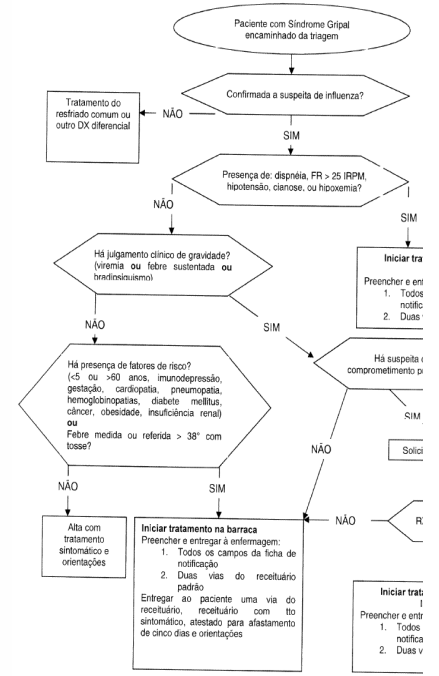 Paciente com Síndrome Gripal
encaminhado da triagem
Confirmada a suspeita de influenza?
Tratamento do
resfriado comum ou
outro DX diferencial
NÃO
SIM
Presença de: dispnéia, FR > 25 IRPM,
hipotensão, cianose, ou hipoxemia?
NÃO
SIM
Há julgamento clínico de gravidade?
(viremia ou febre sustentada ou
bradipsiquismo)
Iniciar tra
Preencher e ent
1. Todos
notific
2. Duas
NÃO
SIM
Há presença de fatores de risco?
(<5 ou >60 anos, imunodepressão,
gestação, cardiopatia, pneumopatia,
hemoglobinopatias, diabete mellitus,
câncer, obesidade, insuficiência renal)
ou
Febre medida ou referida > 38° com
tosse?
Há suspeita
comprometimento p
SIM
NÃO
Solici
NÃO
SIM
NÃO
Alta com
tratamento
sintomático e
orientações
Iniciar tratamento na barraca
Preencher e entregar à enfermagem:
1. Todos os campos da ficha de
notificação
2. Duas vias do receituário
padrão
Entregar ao paciente uma via do
receituário, receituário com tto
sintomático, atestado para afastamento
de cinco dias e orientações
Iniciar trata
Preencher e entr
1. Todos
notifica
2. Duas v